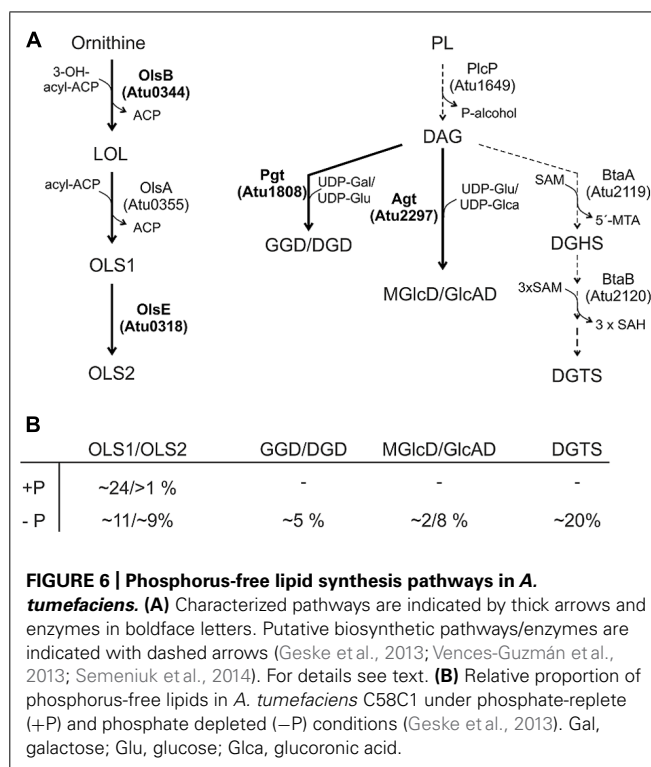 A
Ornithine
3-OH-
acyl-ACP
OlsB
(Atu0344)
ACP
LOL
acyl-ACP
OlsA
(Atu0355)
ACP
OLS1
OlsE
(Atu0318)
OLS2
PL
PlcP
(Atu1649)
P-alcohol
DAG
Pgt
(Atu1808)
UDP-Gal/
UDP-Glu
GGD/DGD
Agt
(Atu2297)
UDP-Glu/
UDP-Glca
MGlcD/GlcAD
SAM
BtaA
(Atu2119)
5´-MTA
DGHS
3xSAM
BtaB
(Atu2120)
3 x SAH
DGTS
B
OLS1/OLS2 GGD/DGD MGlcD/GlcAD DGTS
+P ~24/>1 % - - -
- P ~11/~9% ~5 % ~2/8 % ~20%
FIGURE 6 | Phosphorus-free lipid synthesis pathways in A.
tumefaciens. (A) Characterized pathways are indicated by thick arrows and
enzymes in boldface letters. Putative biosynthetic pathways/enzymes are
indicated with dashed arrows (Geske et al., 2013; Vences-Guzmán et al.,
2013; Semeniuk et al., 2014). For details see text. (B) Relative proportion of
phosphorus-free lipids in A. tumefaciens C58C1 under phosphate-replete
(+P) and phosphate depleted (−P) conditions (Geske et al., 2013). Gal,
galactose; Glu, glucose; Glca, glucoronic acid.